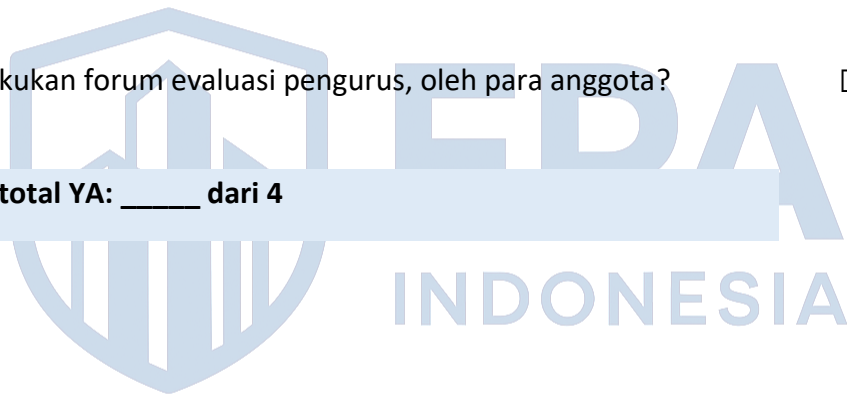 kukan forum evaluasi pengurus, oleh para anggota?
total YA: _____ dari 4
INDONESIA